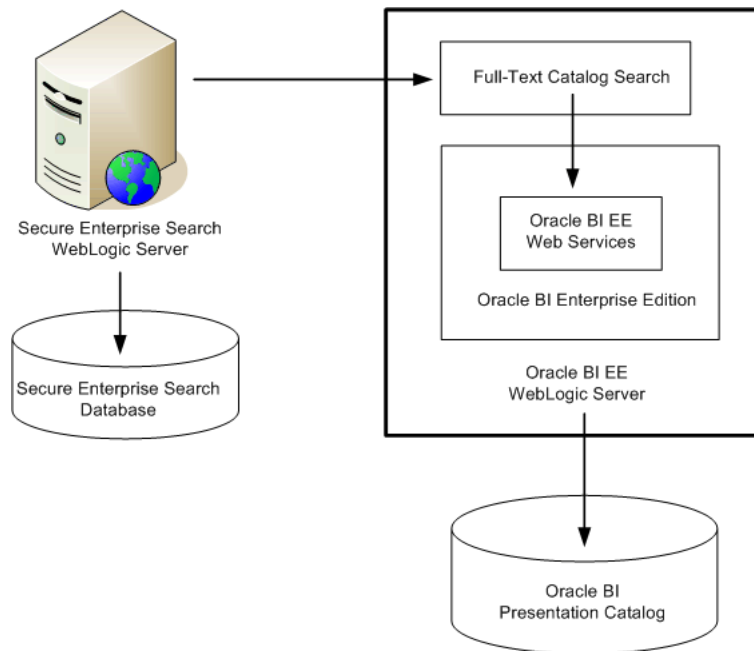 Secure Enterprise Search
WebLogic Server
Secure Enterprise Search
Database
Full-Text Catalog Search
Oracle BI EE
Web Services
Oracle BI Enterprise Edition
Oracle BI EE
WebLogic Server
Oracle BI
Presentation Catalog